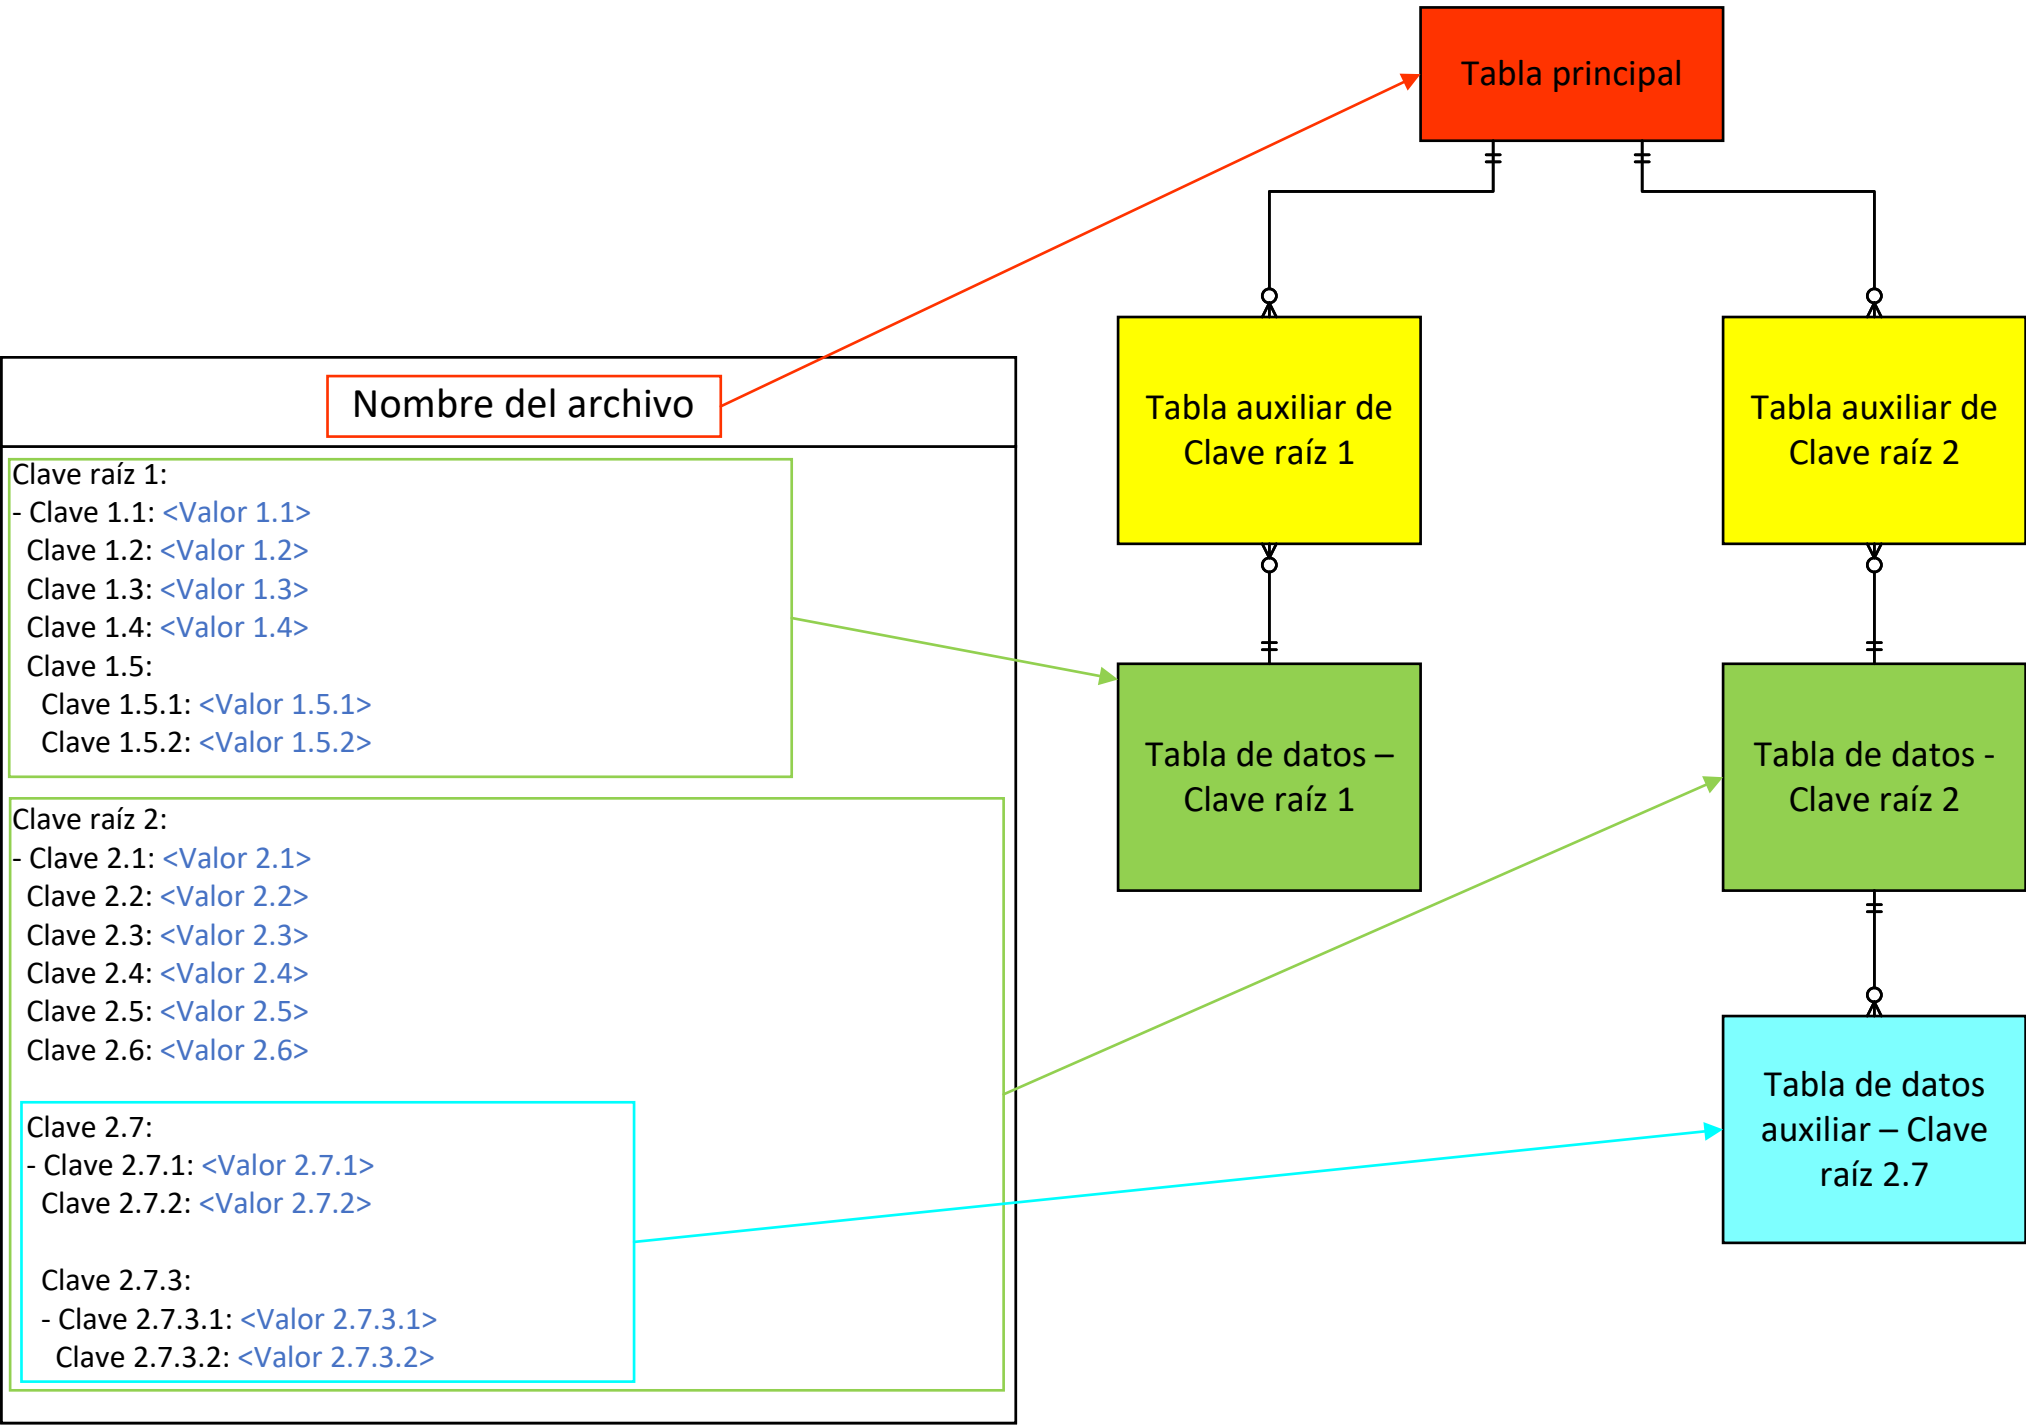 Tabla principal
Tabla auxiliar de
Clave raíz 1
Tabla auxiliar de
Clave raíz 2
Nombre del archivo
Clave raíz 1:
- Clave 1.1: <Valor 1.1>
Clave 1.2: <Valor 1.2>
Clave 1.3: <Valor 1.3>
Clave 1.4: <Valor 1.4>
Clave 1.5:
Clave 1.5.1: <Valor 1.5.1>
Clave 1.5.2: <Valor 1.5.2>
Tabla de datos –
Clave raíz 1
Tabla de datos -
Clave raíz 2
Clave raíz 2:
- Clave 2.1: <Valor 2.1>
Clave 2.2: <Valor 2.2>
Clave 2.3: <Valor 2.3>
Clave 2.4: <Valor 2.4>
Clave 2.5: <Valor 2.5>
Clave 2.6: <Valor 2.6>
Clave 2.7:
- Clave 2.7.1: <Valor 2.7.1>
Clave 2.7.2: <Valor 2.7.2>
Clave 2.7.3:
- Clave 2.7.3.1: <Valor 2.7.3.1>
Clave 2.7.3.2: <Valor 2.7.3.2>
Tabla de datos
auxiliar – Clave
raíz 2.7